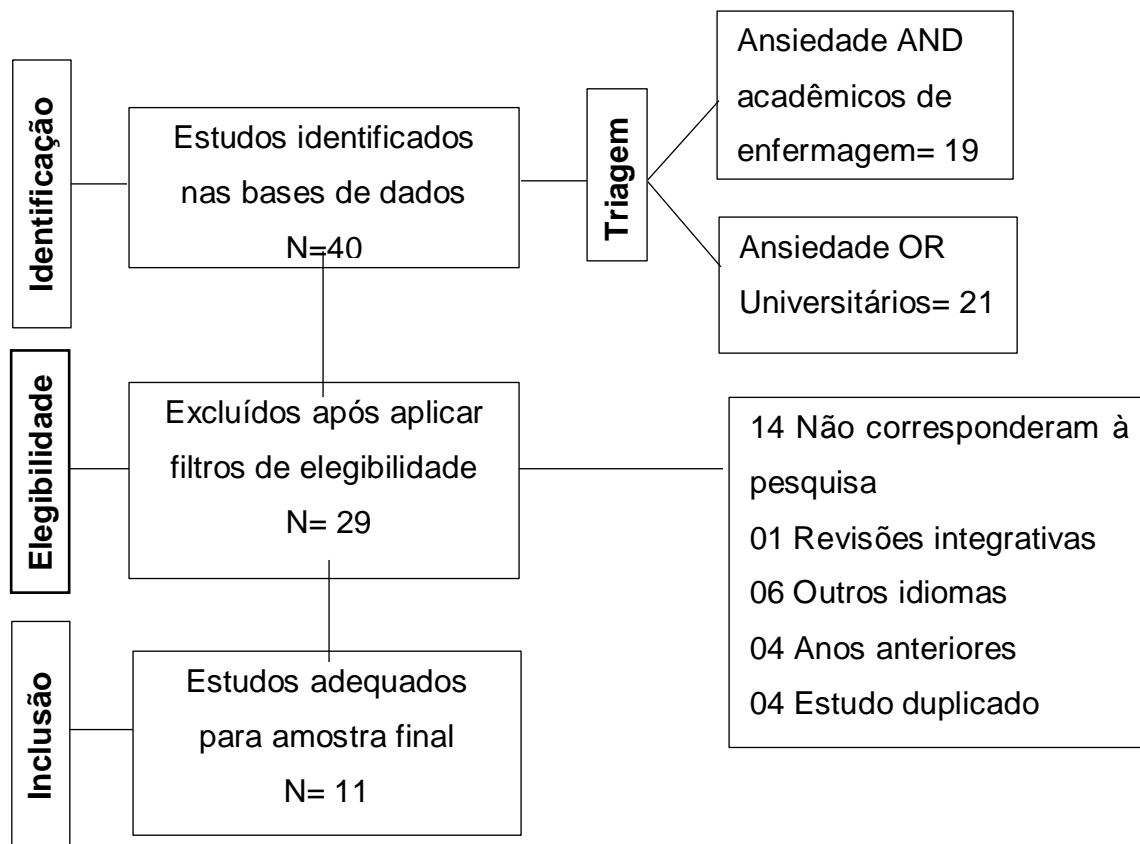 Identificação
Estudos identificados
nas bases de dados
N=40
Triagem
Ansiedade AND
acadêmicos de
enfermagem= 19
Ansiedade OR
Universitários= 21
Elegibilidade
Excluídos após aplicar
filtros de elegibilidade
N= 29
14 Não corresponderam à
pesquisa
01 Revisões integrativas
06 Outros idiomas
04 Anos anteriores
04 Estudo duplicado
Inclusão
Estudos adequados
para amostra final
N= 11